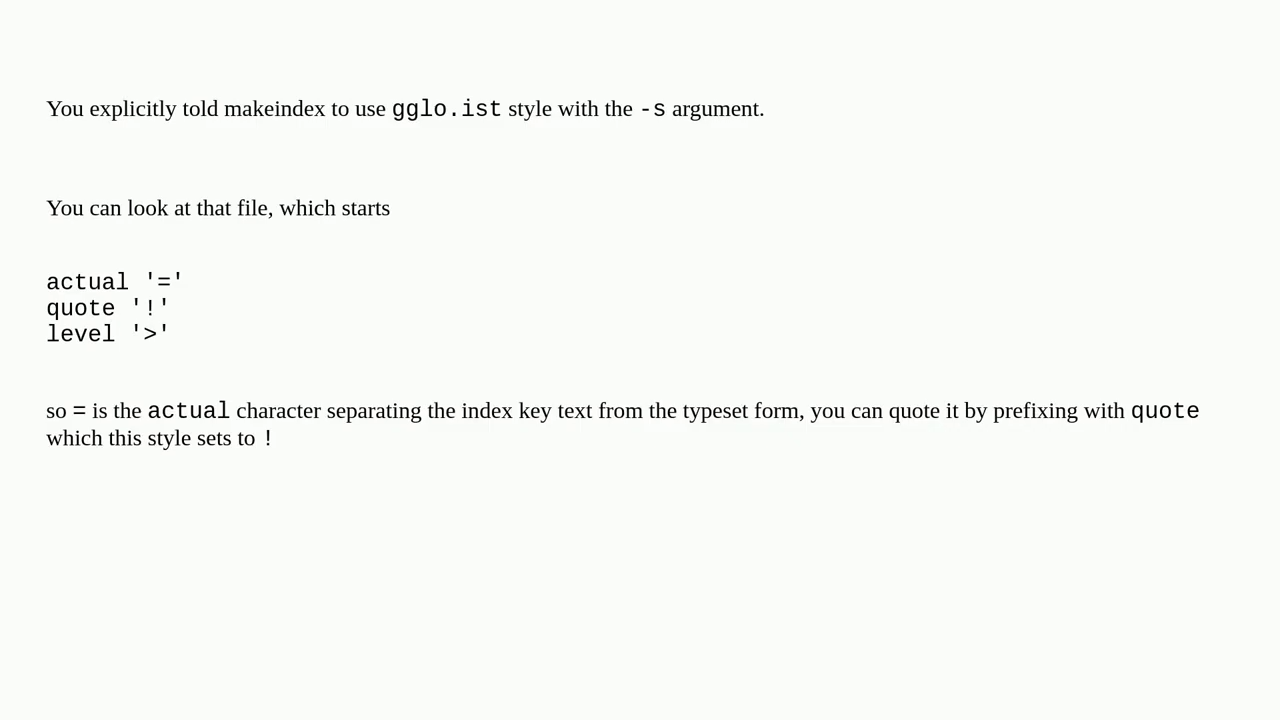 You explicitly told makeindex to use gglo.ist style with the -s argument.
You can look at that file, which starts
actual '='
quote '!'
level '>'
so = is the actual character separating the index key text from the typeset form, you can quote it by prefixing with quote
which this style sets to !